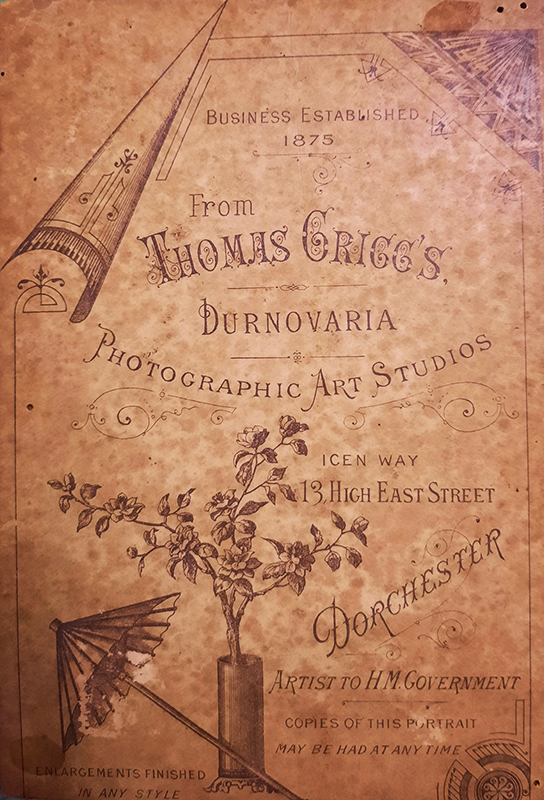 BUSINESS ESTABLISHED
1875
From
THOMAS GRIGG'S,
DURNOVARIA
PHOTOGRAPHIC ART STUDIOS
ICEN WAY
13, HIGH EAST STREET
DORCHESTER
ARTIST TO H.M. GOVERNMENT
COPIES OF THIS PORTRAIT
MAY BE HAD AT ANY TIME
ENLARGEMENTS FINISHED
IN ANY STYLE